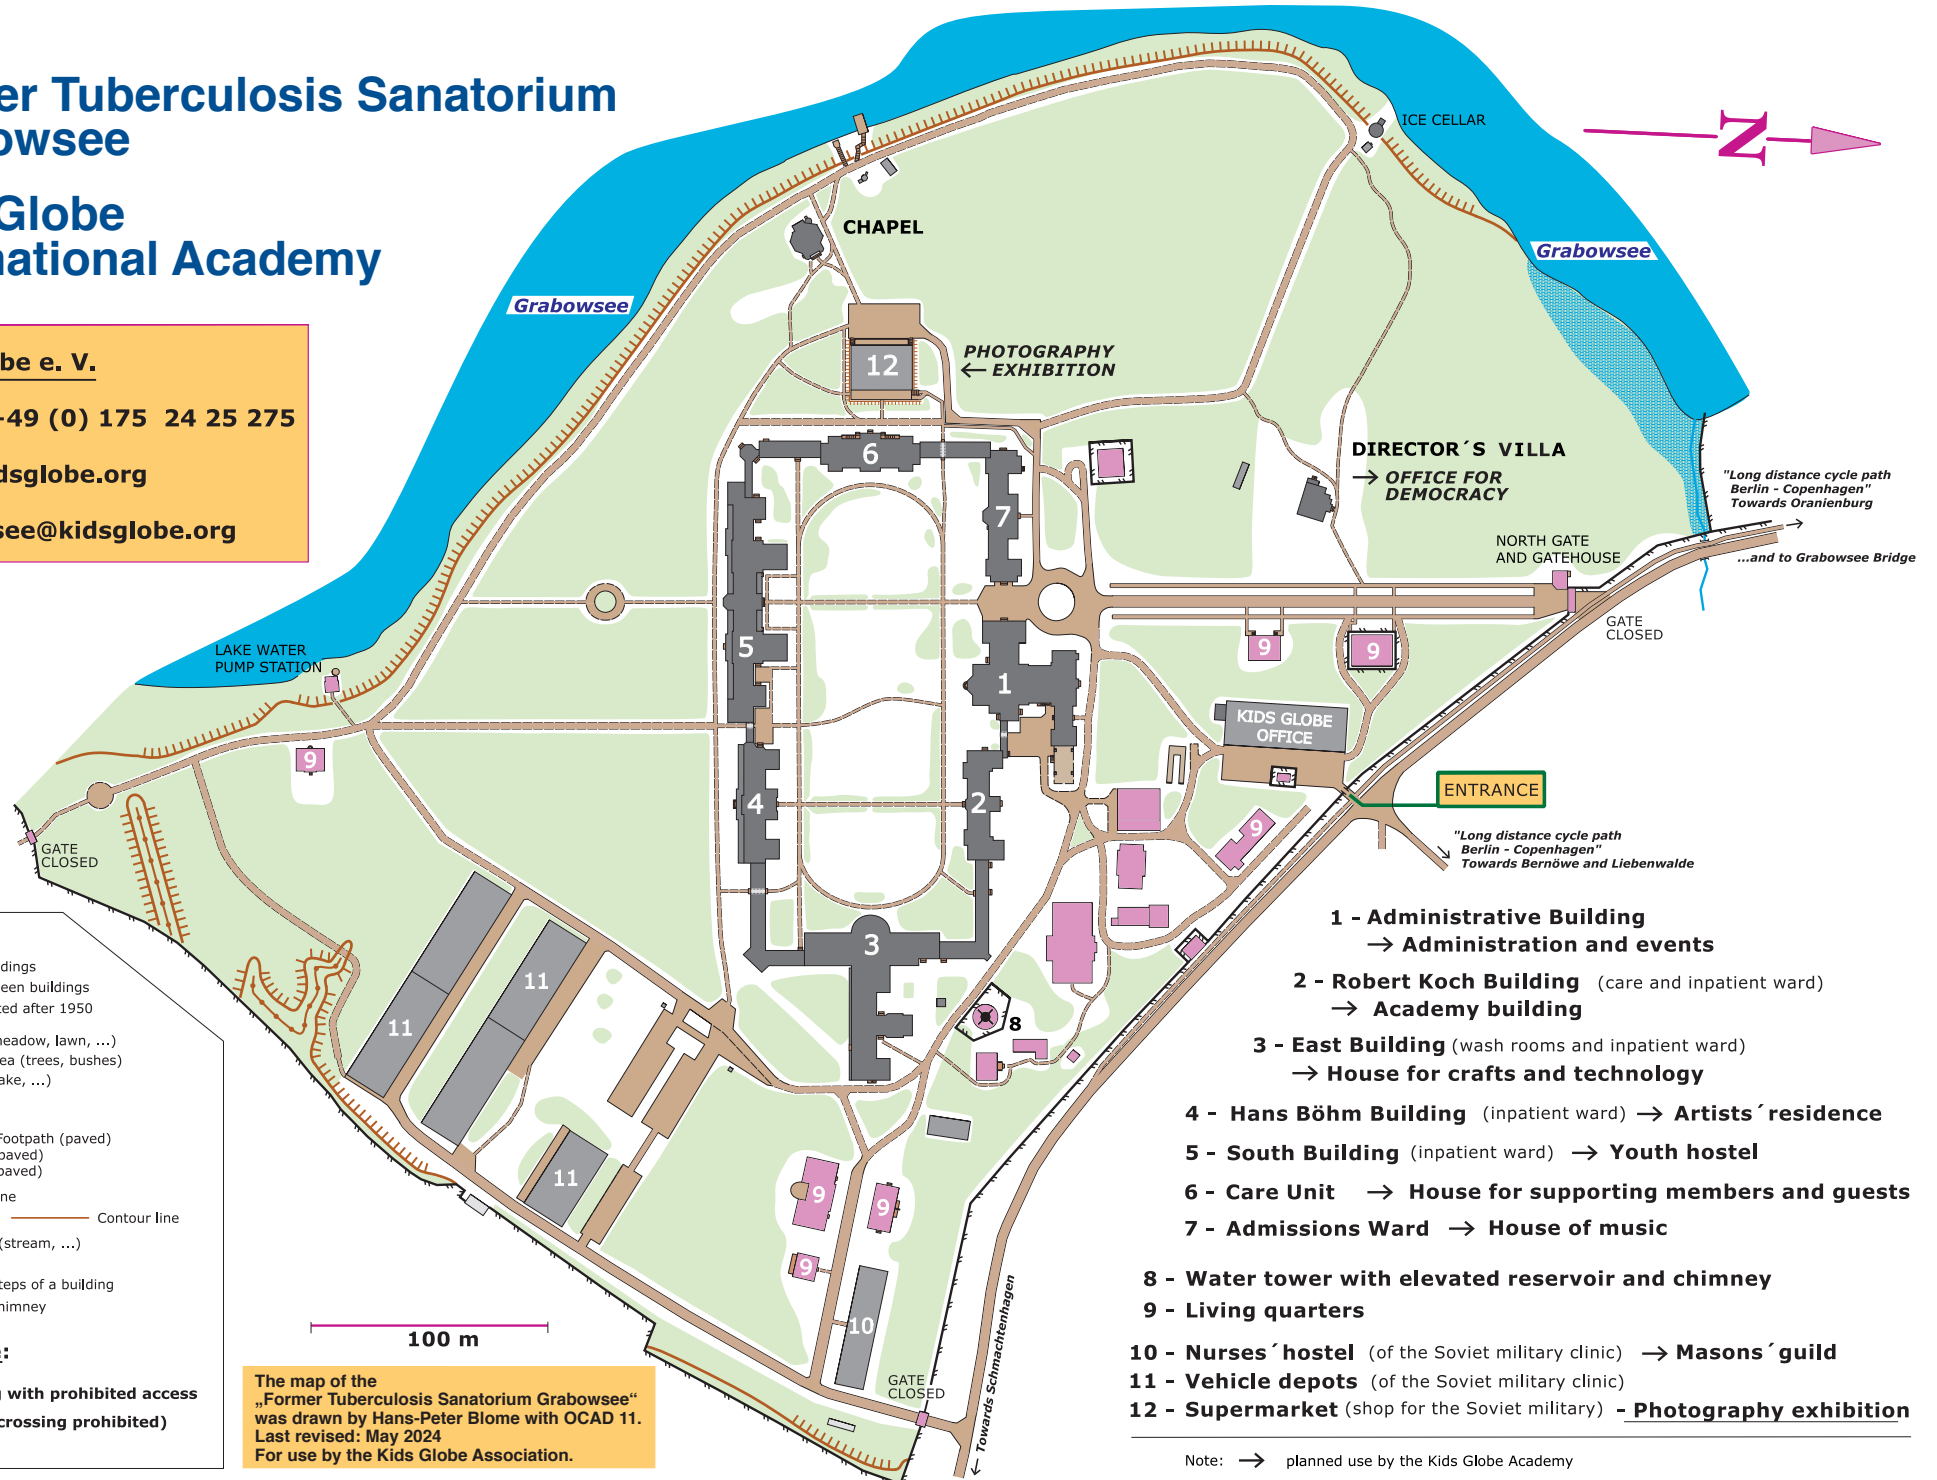 er Tuberculosis Sanatorium
owsee
Globe
national Academy
be e. V.
49 (0) 175 24 25 275
dsglobe.org
see@kidsglobe.org
Grabowsee
Grabowsee
CHAPEL
ICE CELLAR
N
12
PHOTOGRAPHY
← EXHIBITION
DIRECTOR´S VILLA
→ OFFICE FOR
DEMOCRACY
"Long distance cycle path
Berlin - Copenhagen"
Towards Oranienburg
...and to Grabowsee Bridge
NORTH GATE
AND GATEHOUSE
GATE
CLOSED
LAKE WATER
PUMP STATION
6
7
5
1
9
9
KIDS GLOBE
OFFICE
ENTRANCE
"Long distance cycle path
Berlin - Copenhagen"
Towards Bernöwe and Liebenwalde
9
4
2
9
GATE
CLOSED
3
11
11
8
11
9
9
9
10
GATE
CLOSED
← Towards Schmachtenhagen
dings
een buildings
ted after 1950
neadow, lawn, ...)
ea (trees, bushes)
ake, ...)
Footpath (paved)
paved)
paved)
ne
Contour line
(stream, ...)
teps of a building
himney
:
g with prohibited access
crossing prohibited)
100 m
The map of the
„Former Tuberculosis Sanatorium Grabowsee“
was drawn by Hans-Peter Blome with OCAD 11.
Last revised: May 2024
For use by the Kids Globe Association.
1 - Administrative Building
→ Administration and events
2 - Robert Koch Building (care and inpatient ward)
→ Academy building
3 - East Building (wash rooms and inpatient ward)
→ House for crafts and technology
4 - Hans Böhm Building (inpatient ward) → Artists´residence
5 - South Building (inpatient ward) → Youth hostel
6 - Care Unit → House for supporting members and guests
7 - Admissions Ward → House of music
8 - Water tower with elevated reservoir and chimney
9 - Living quarters
10 - Nurses´hostel (of the Soviet military clinic) → Masons´guild
11 - Vehicle depots (of the Soviet military clinic)
12 - Supermarket (shop for the Soviet military) - Photography exhibition
Note: → planned use by the Kids Globe Academy